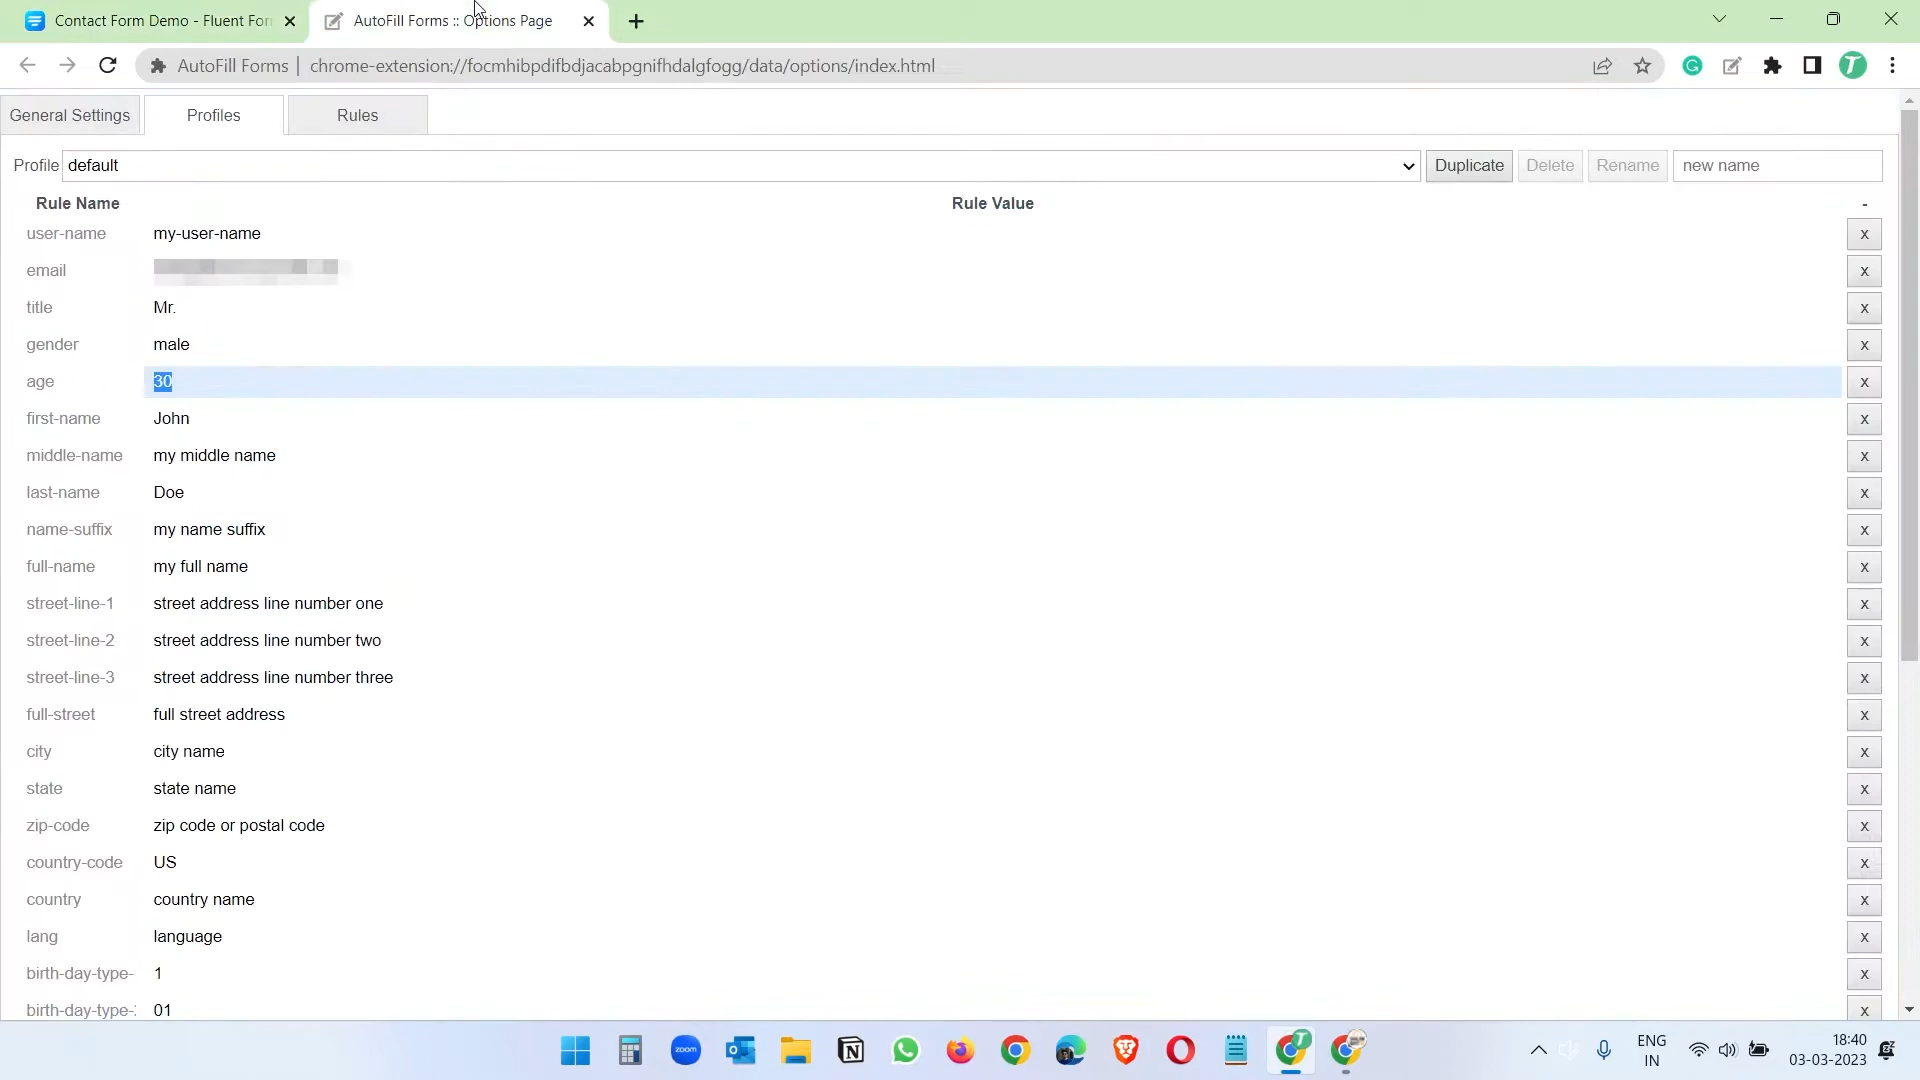 Contact Form Demo - Fluent For
AutoFill Forms :: Options Page
AutoFill Forms | chrome-extension://focmhibpdifbdjacabpgnifhdalgfogg/data/options/index.html
General Settings Profiles Rules
Profile default Duplicate Delete Rename new name
Rule Name Rule Value -
user-name my-user-name x
email x
title Mr. x
gender male x
age 30 x
first-name John x
middle-name my middle name x
last-name Doe x
name-suffix my name suffix x
full-name my full name x
street-line-1 street address line number one x
street-line-2 street address line number two x
street-line-3 street address line number three x
full-street full street address x
city city name x
state state name x
zip-code zip code or postal code x
country-code US x
country country name x
lang language x
birth-day-type- 1 x
birth-day-type- 01 x
zoom
ENG
IN
18:40
03-03-2023